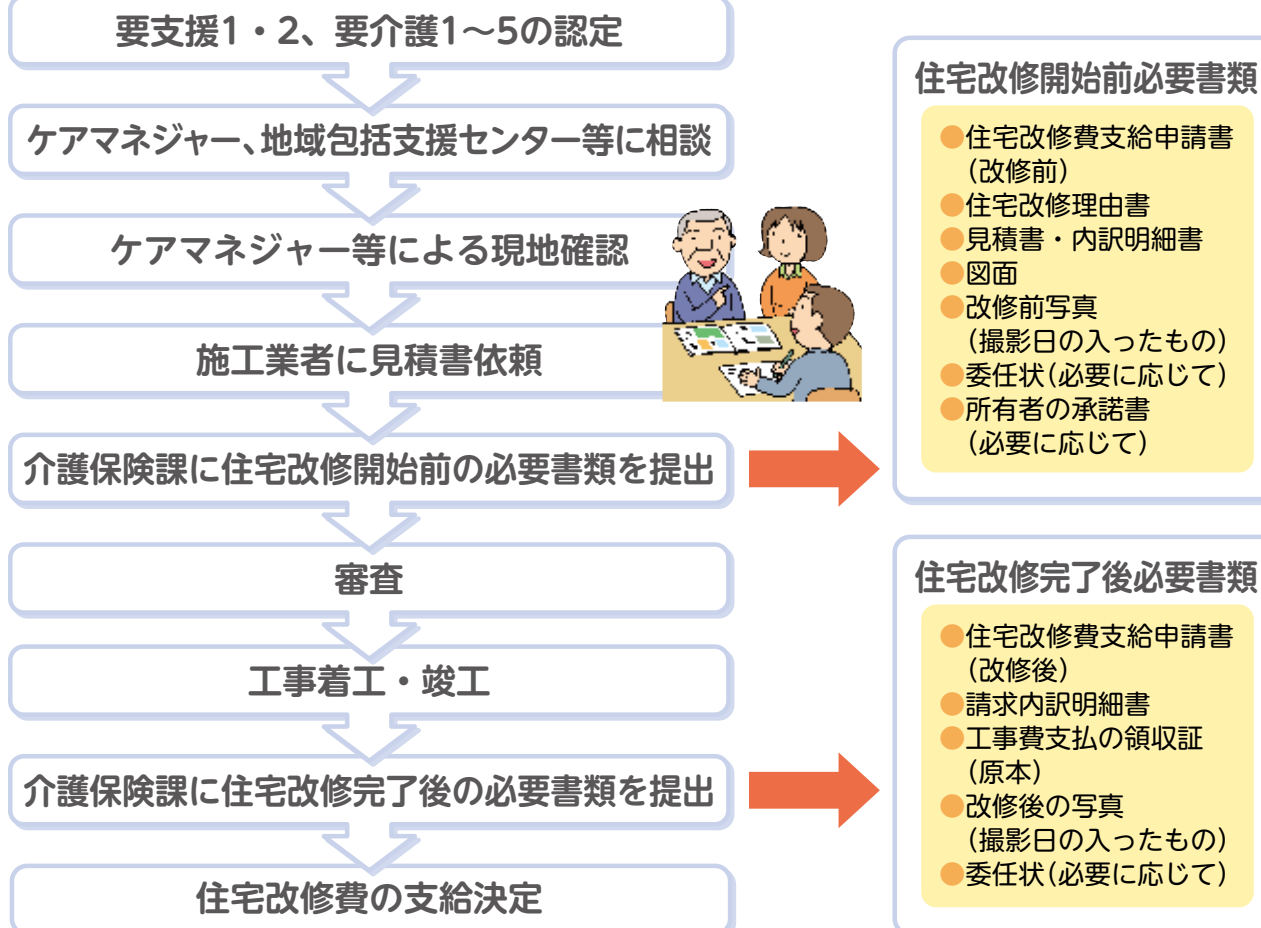 要支援1・2、要介護1〜5の認定
ケアマネジャー、地域包括支援センター等に相談
ケアマネジャー等による現地確認
施工業者に見積書依頼
介護保険課に住宅改修開始前の必要書類を提出
審査
工事着工・竣工
介護保険課に住宅改修完了後の必要書類を提出
住宅改修費の支給決定
住宅改修開始前必要書類
●住宅改修費支給申請書
(改修前)
●住宅改修理由書
●見積書・内訳明細書
●図面
●改修前写真
(撮影日の入ったもの)
●委任状(必要に応じて)
●所有者の承諾書
(必要に応じて)
住宅改修完了後必要書類
●住宅改修費支給申請書
(改修後)
●請求内訳明細書
●工事費支払の領収証
(原本)
●改修後の写真
(撮影日の入ったもの)
●委任状(必要に応じて)